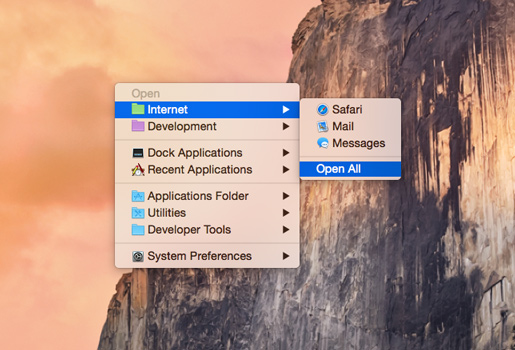 Open
Internet
Development
Dock Applications
Recent Applications
Applications Folder
Utilities
Developer Tools
System Preferences
Safari
Mail
Messages
Open All